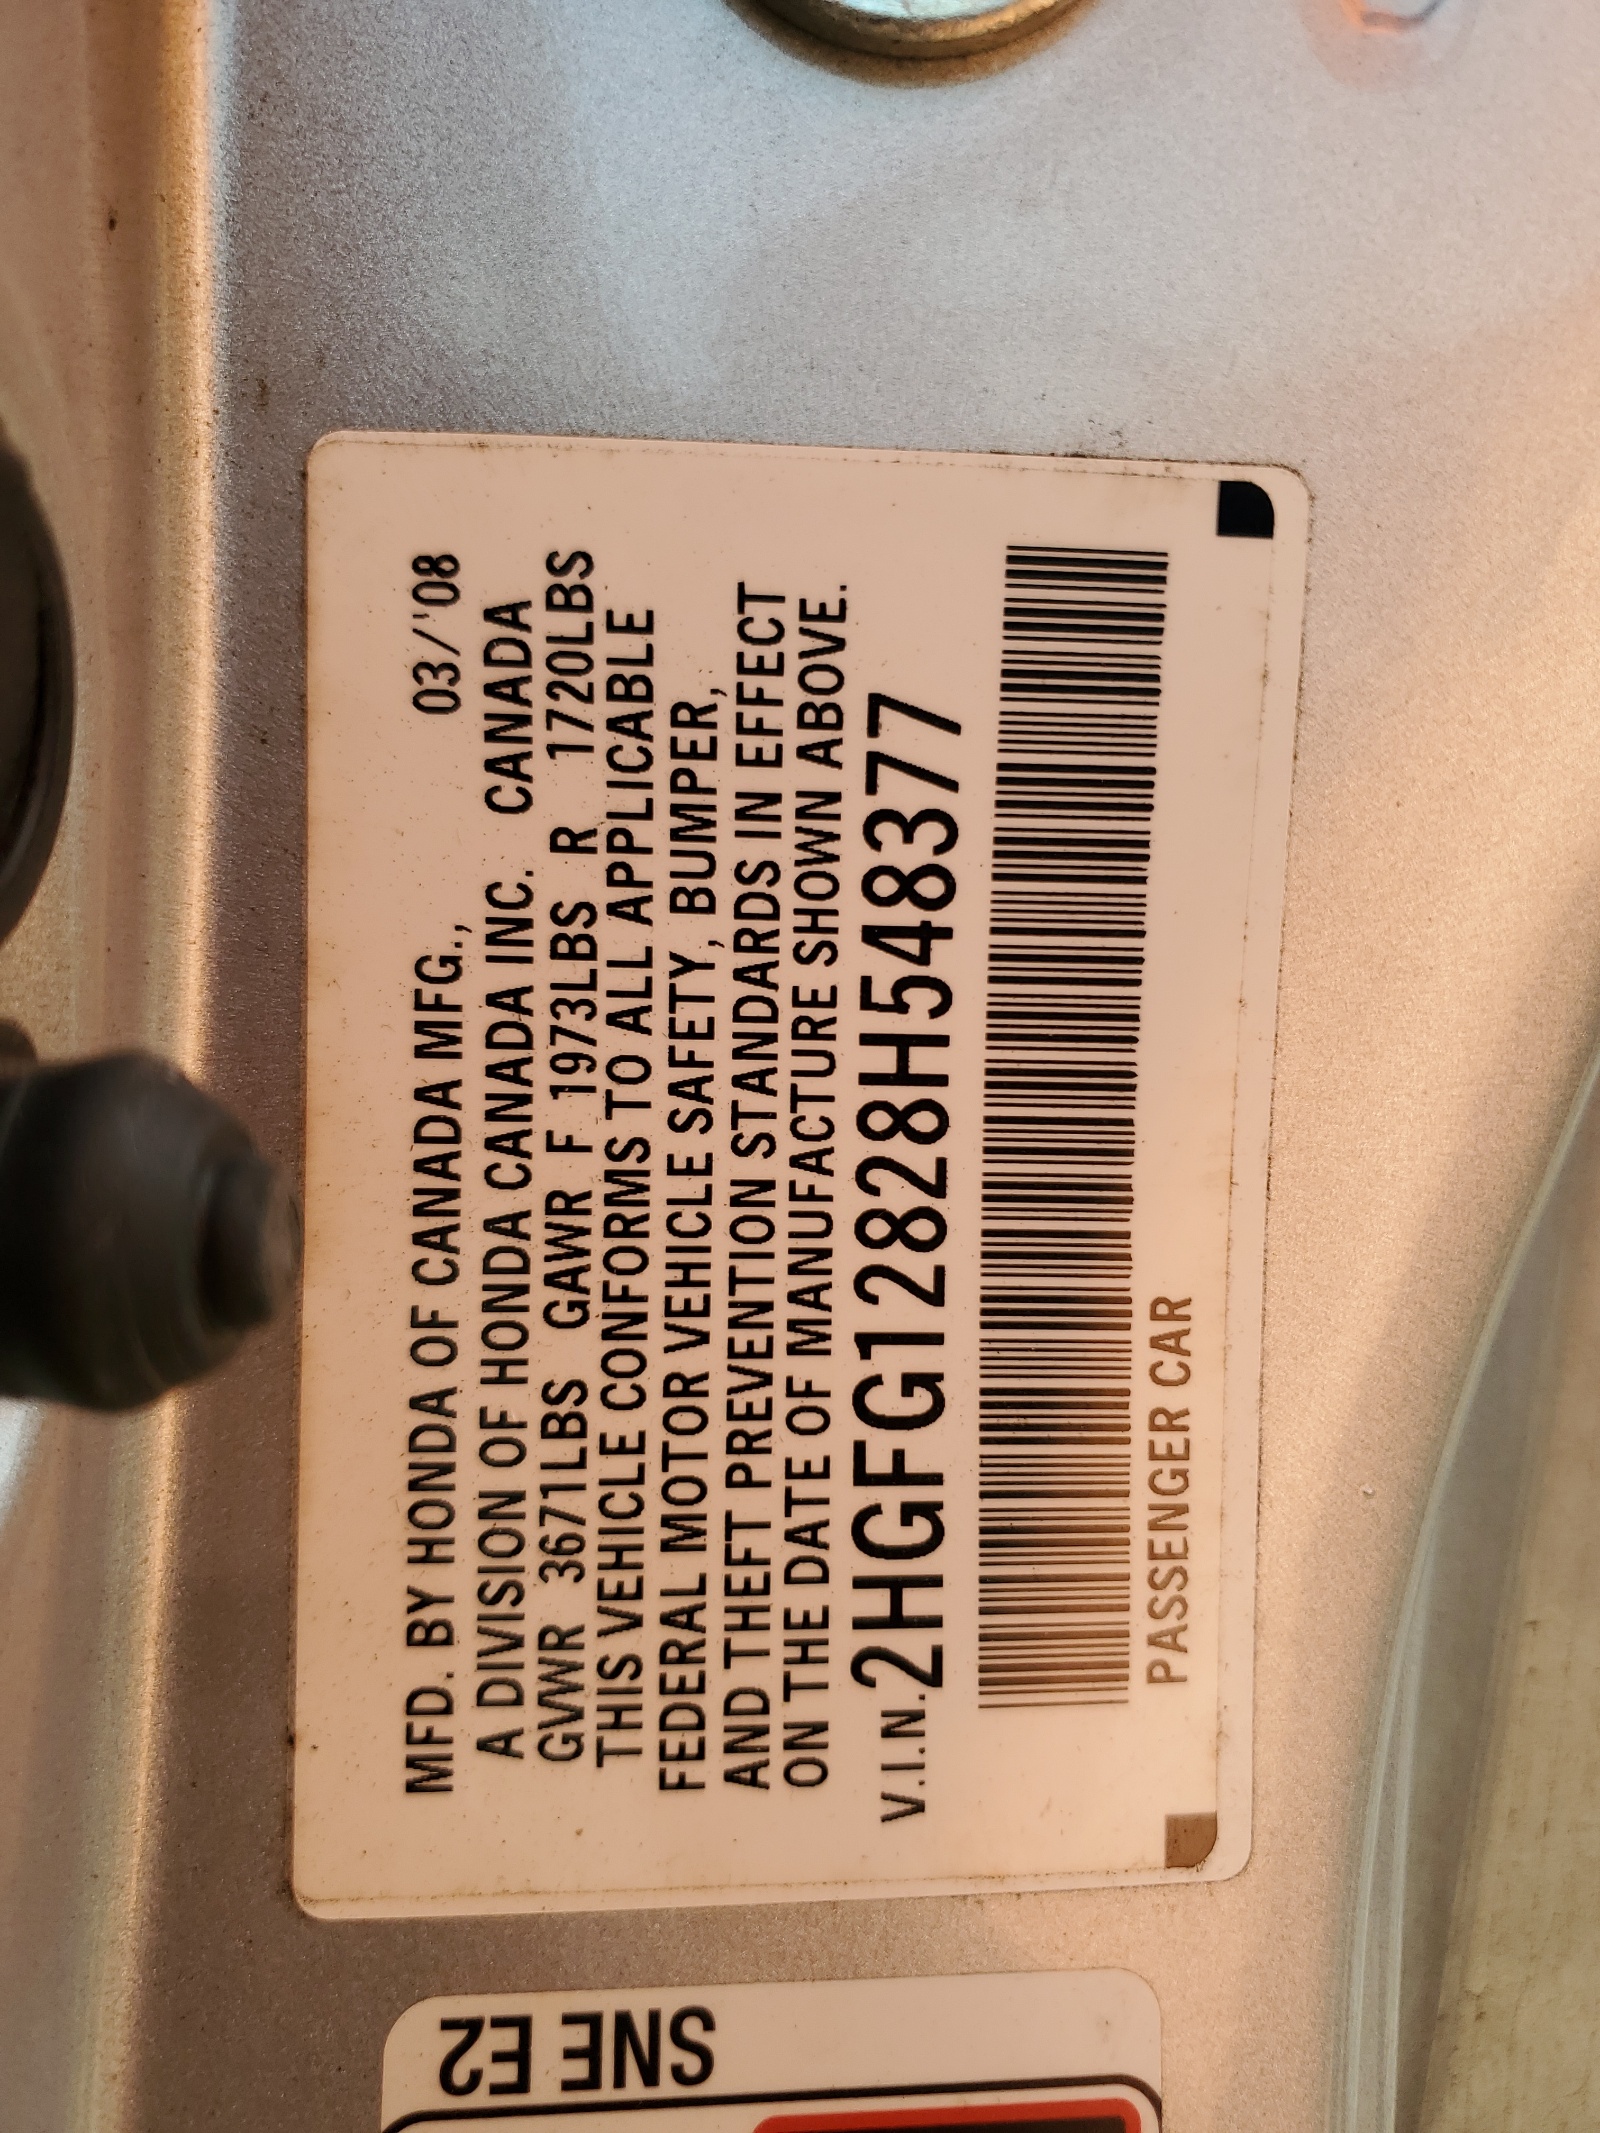 MFD. BY HONDA OF CANADA MFG., 03/'08
A DIVISION OF HONDA CANADA INC. CANADA
GVWR 3671LBS GAWR F 1973LBS R 1720LBS
THIS VEHICLE CONFORMS TO ALL APPLICABLE
FEDERAL MOTOR VEHICLE SAFETY, BUMPER,
AND THEFT PREVENTION STANDARDS IN EFFECT
ON THE DATE OF MANUFACTURE SHOWN ABOVE.
V.I.N. 2HGFG12828H548377
PASSENGER CAR
SNE E2